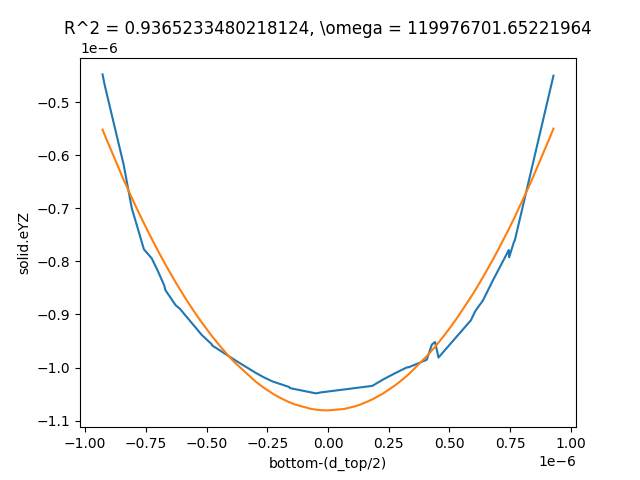 R^2 = 0.9365233480218124, \omega = 119976701.65221964
1e−6
−0.5
−0.6
−0.7
−0.8
−0.9
−1.0
−1.1
solid.eYZ
−1.00 −0.75 −0.50 −0.25 0.00 0.25 0.50 0.75 1.00
bottom-(d_top/2)
1e−6